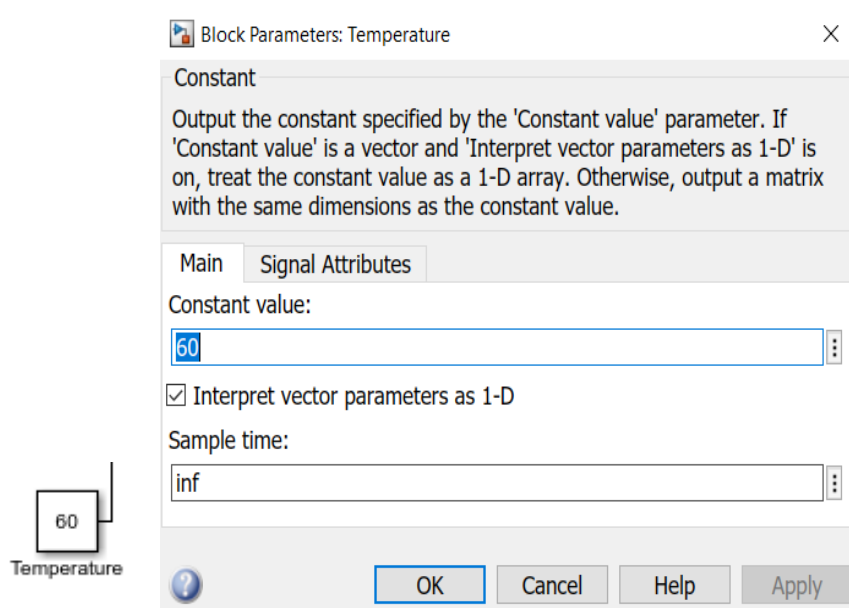 Block Parameters: Temperature
Constant
Output the constant specified by the 'Constant value' parameter. If
'Constant value' is a vector and 'Interpret vector parameters as 1-D' is
on, treat the constant value as a 1-D array. Otherwise, output a matrix
with the same dimensions as the constant value.
Main Signal Attributes
Constant value:
60
Interpret vector parameters as 1-D
Sample time:
inf
60
Temperature
? OK Cancel Help Apply